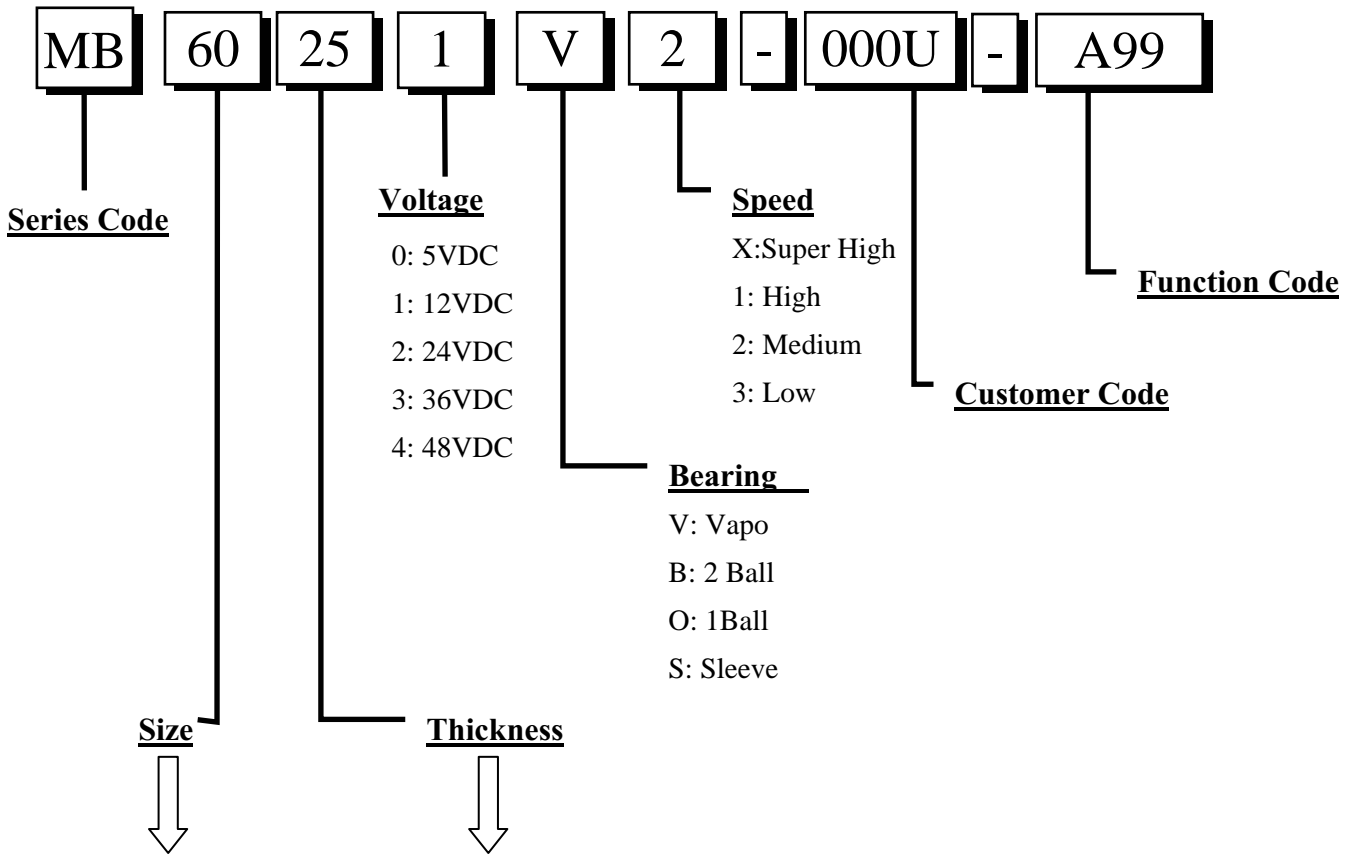 MB 60 25 1 V 2 - 000U - A99
Series Code
Voltage
0: 5VDC
1: 12VDC
2: 24VDC
3: 36VDC
4: 48VDC
Speed
X:Super High
1: High
2: Medium
3: Low
Function Code
Customer Code
Bearing
V: Vapo
B: 2 Ball
O: 1Ball
S: Sleeve
Size
Thickness